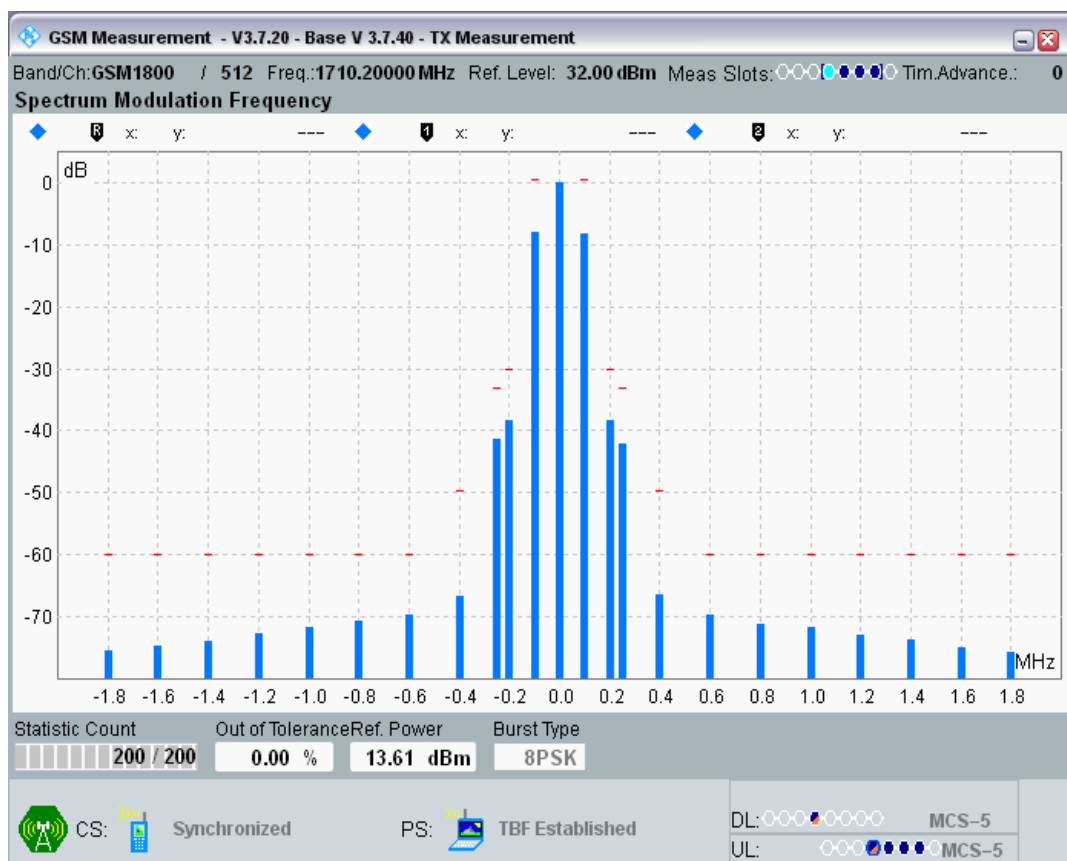 GSM Measurement - V3.7.20 - Base V 3.7.40 - TX Measurement
Band/Ch:GSM1800 / 512 Freq.:1710.20000 MHz Ref. Level: 32.00 dBm Meas Slots: Tim.Advance.: 0
Spectrum Modulation Frequency
R x: y: --- 1 x: y: --- 2 x: y: ---
dB
0
-10
-20
-30
-40
-50
-60
-70
MHz
-1.8 -1.6 -1.4 -1.2 -1.0 -0.8 -0.6 -0.4 -0.2 0.0 0.2 0.4 0.6 0.8 1.0 1.2 1.4 1.6 1.8
Statistic Count Out of Tolerance Ref. Power Burst Type
200 / 200 0.00 % 13.61 dBm 8PSK
CS: Synchronized PS: TBF Established
DL: MCS-5
UL: MCS-5